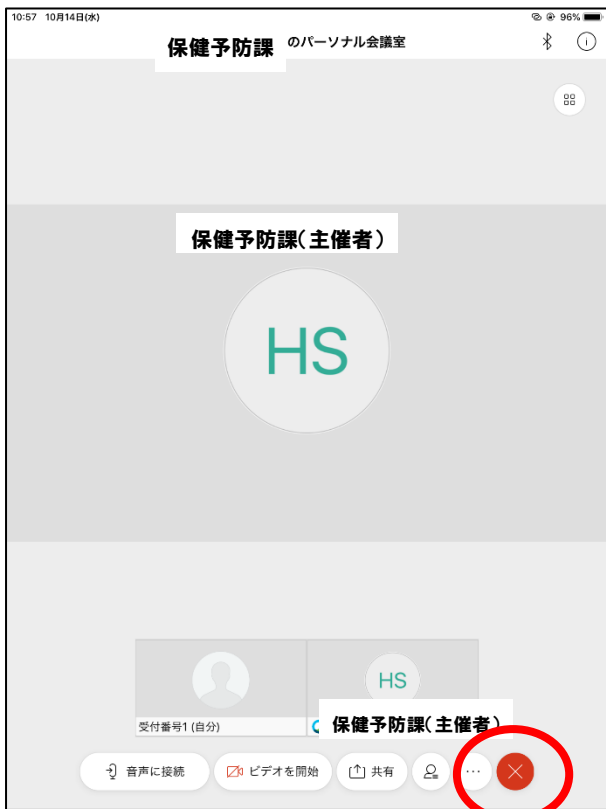 10:57 10月14日(水)
96%
保健予防課 のパーソナル会議室
保健予防課(主催者)
HS
HS
受付番号1 (自分)
保健予防課(主催者)
音声に接続
ビデオを開始
共有